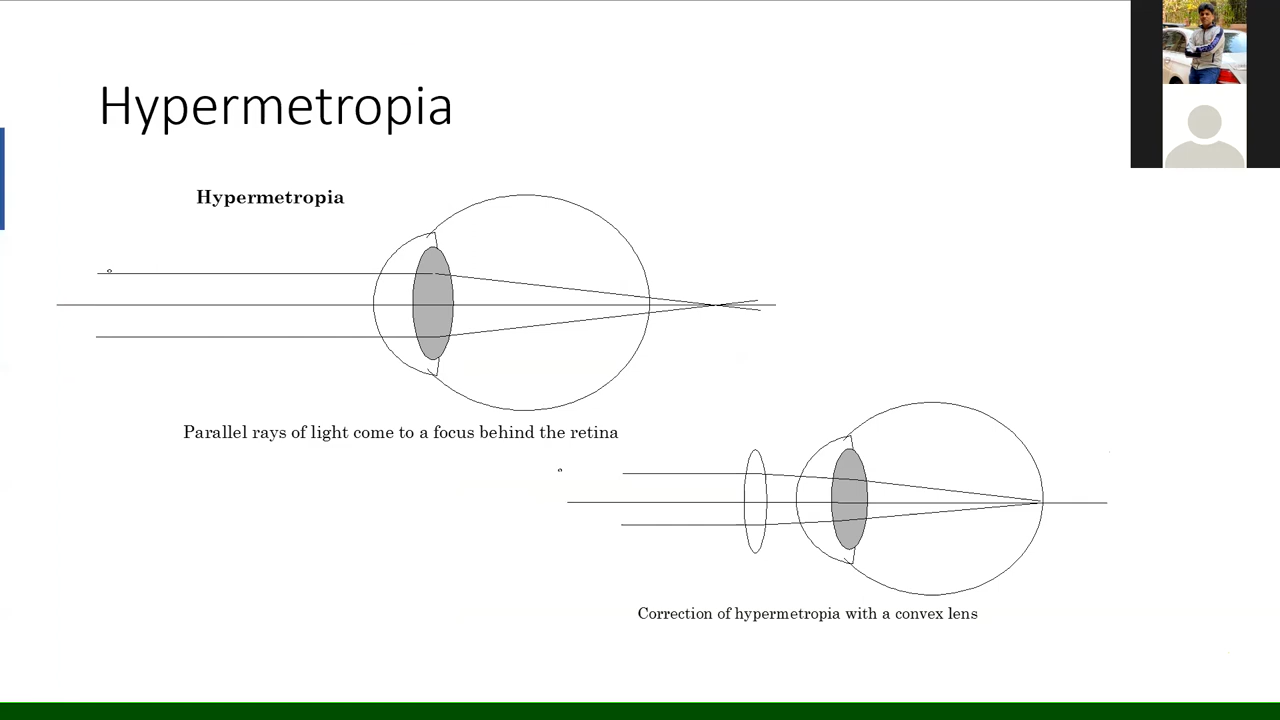 Hypermetropia
Hypermetropia
Parallel rays of light come to a focus behind the retina
Correction of hypermetropia with a convex lens